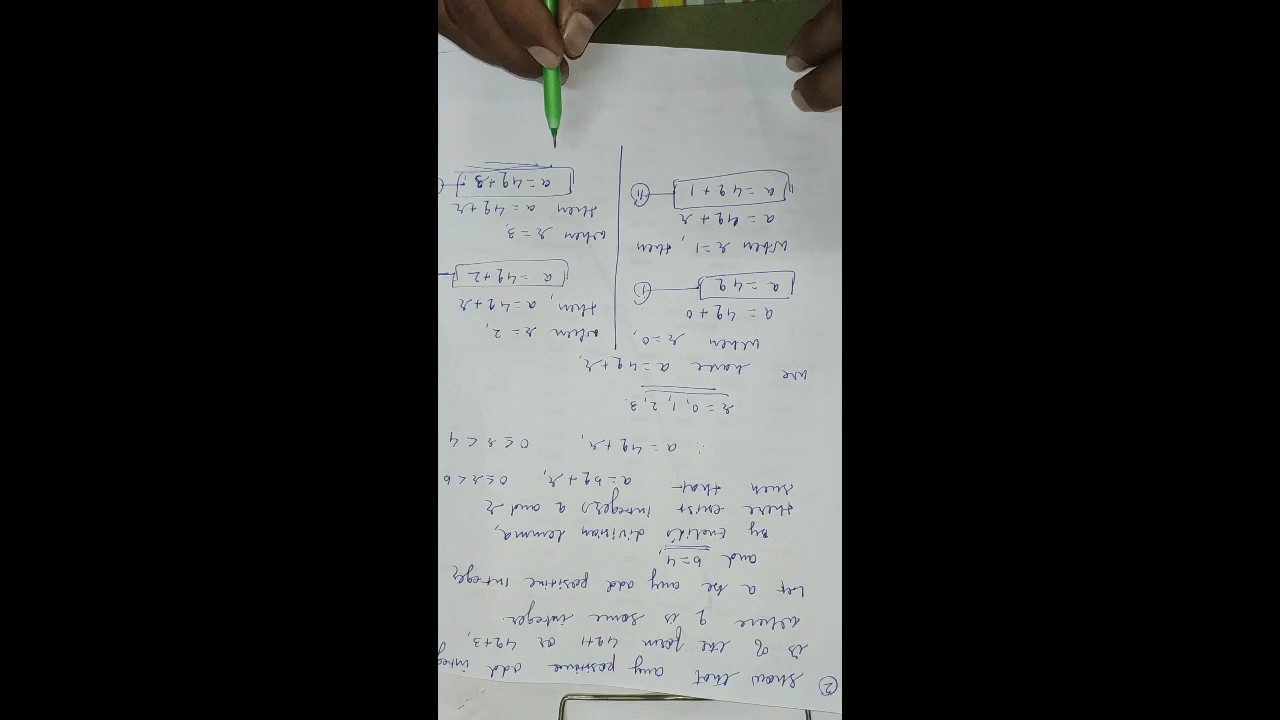 ② Show that any positive odd integ
is of the form 4q+1 or 4q+3,
where q is some integer.
Let a be any odd positive integer
and b=4,
By Euclid's division lemma,
there exist integers q and r
such that a=bq+r, 0≤r<b
∴ a=4q+r, 0≤r<4
r=0,1,2,3.
we have a=4q+r,
when r=0,
a=4q+0
a=4q —①
when r=1, then
a=4q+r
a=4q+1 —②
when r=2,
then, a=4q+r
a=4q+2
when r=3,
then a=4q+r
a=4q+3